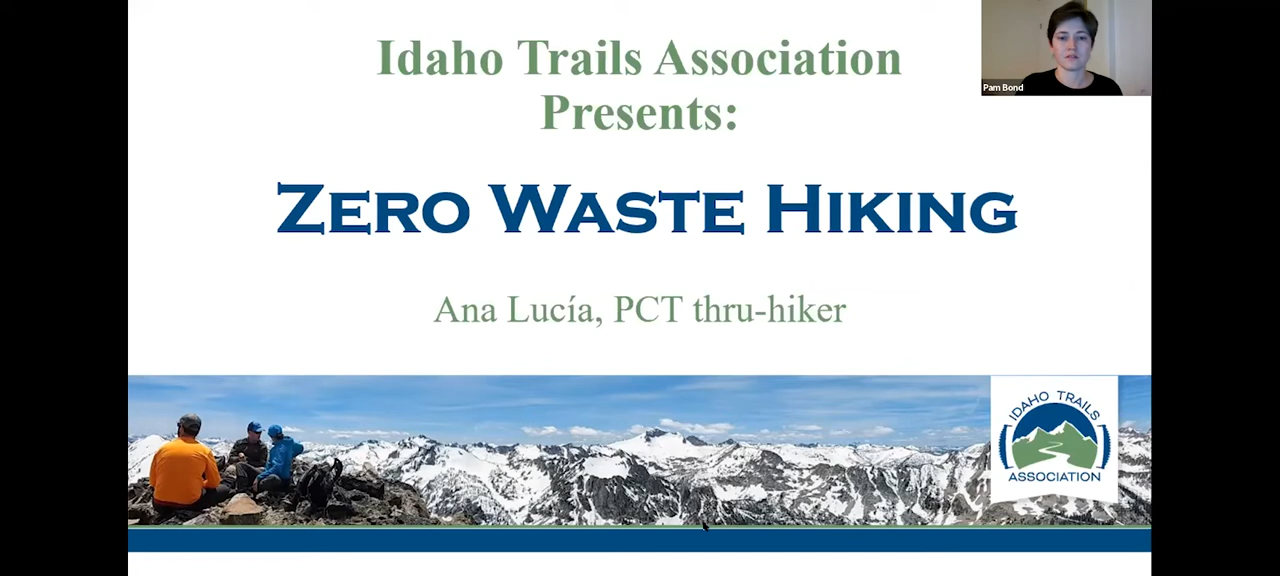 Idaho Trails Association
Presents:
Pam Bond
ZERO WASTE HIKING
Ana Lucía, PCT thru-hiker
IDAHO TRAILS
ASSOCIATION